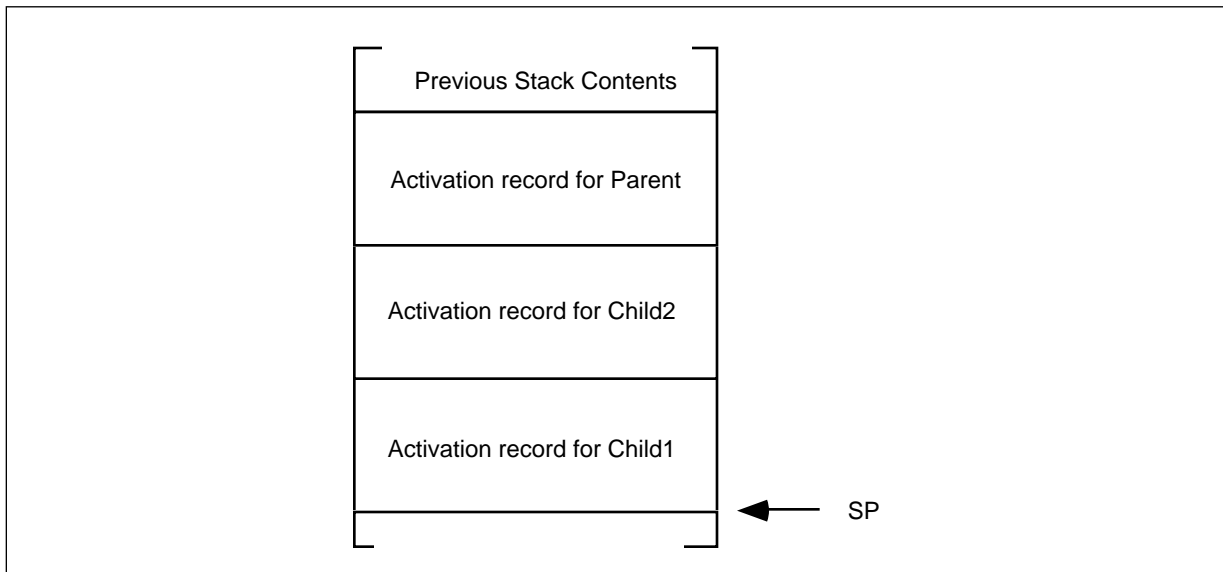 Previous Stack Contents
Activation record for Parent
Activation record for Child2
Activation record for Child1
SP